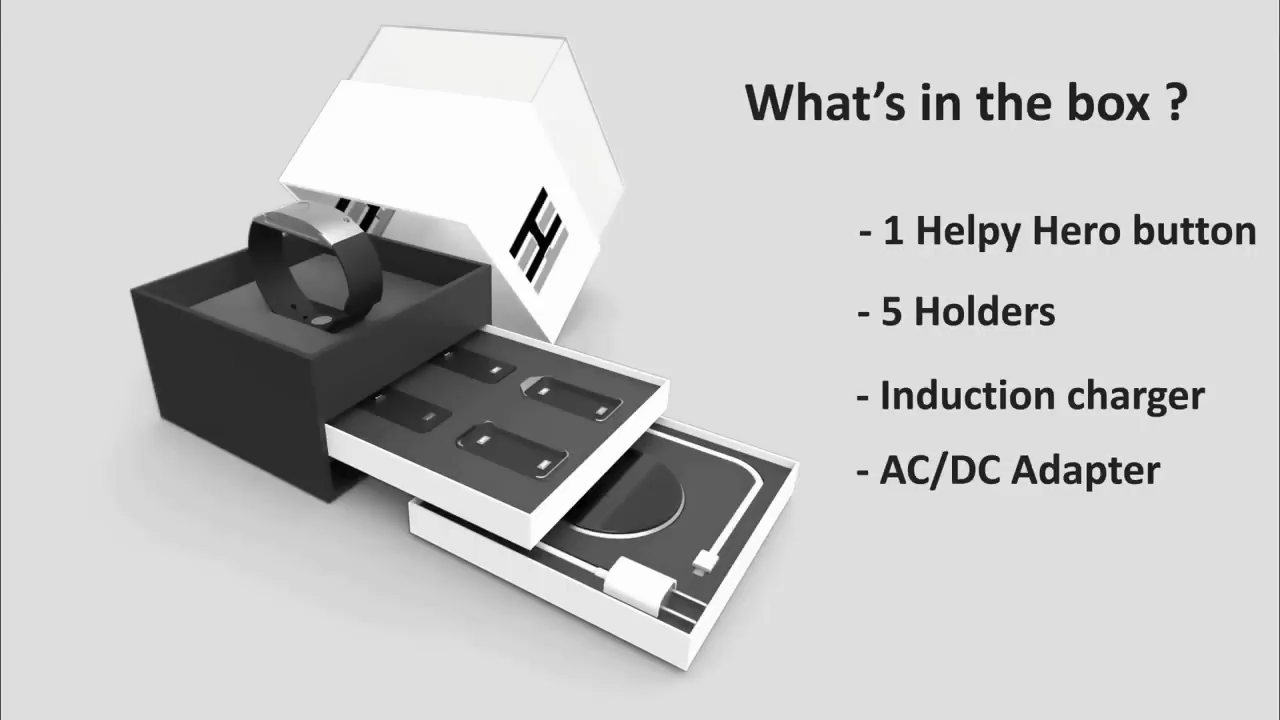 What’s in the box ?
- 1 Helpy Hero button
- 5 Holders
- Induction charger
- AC/DC Adapter